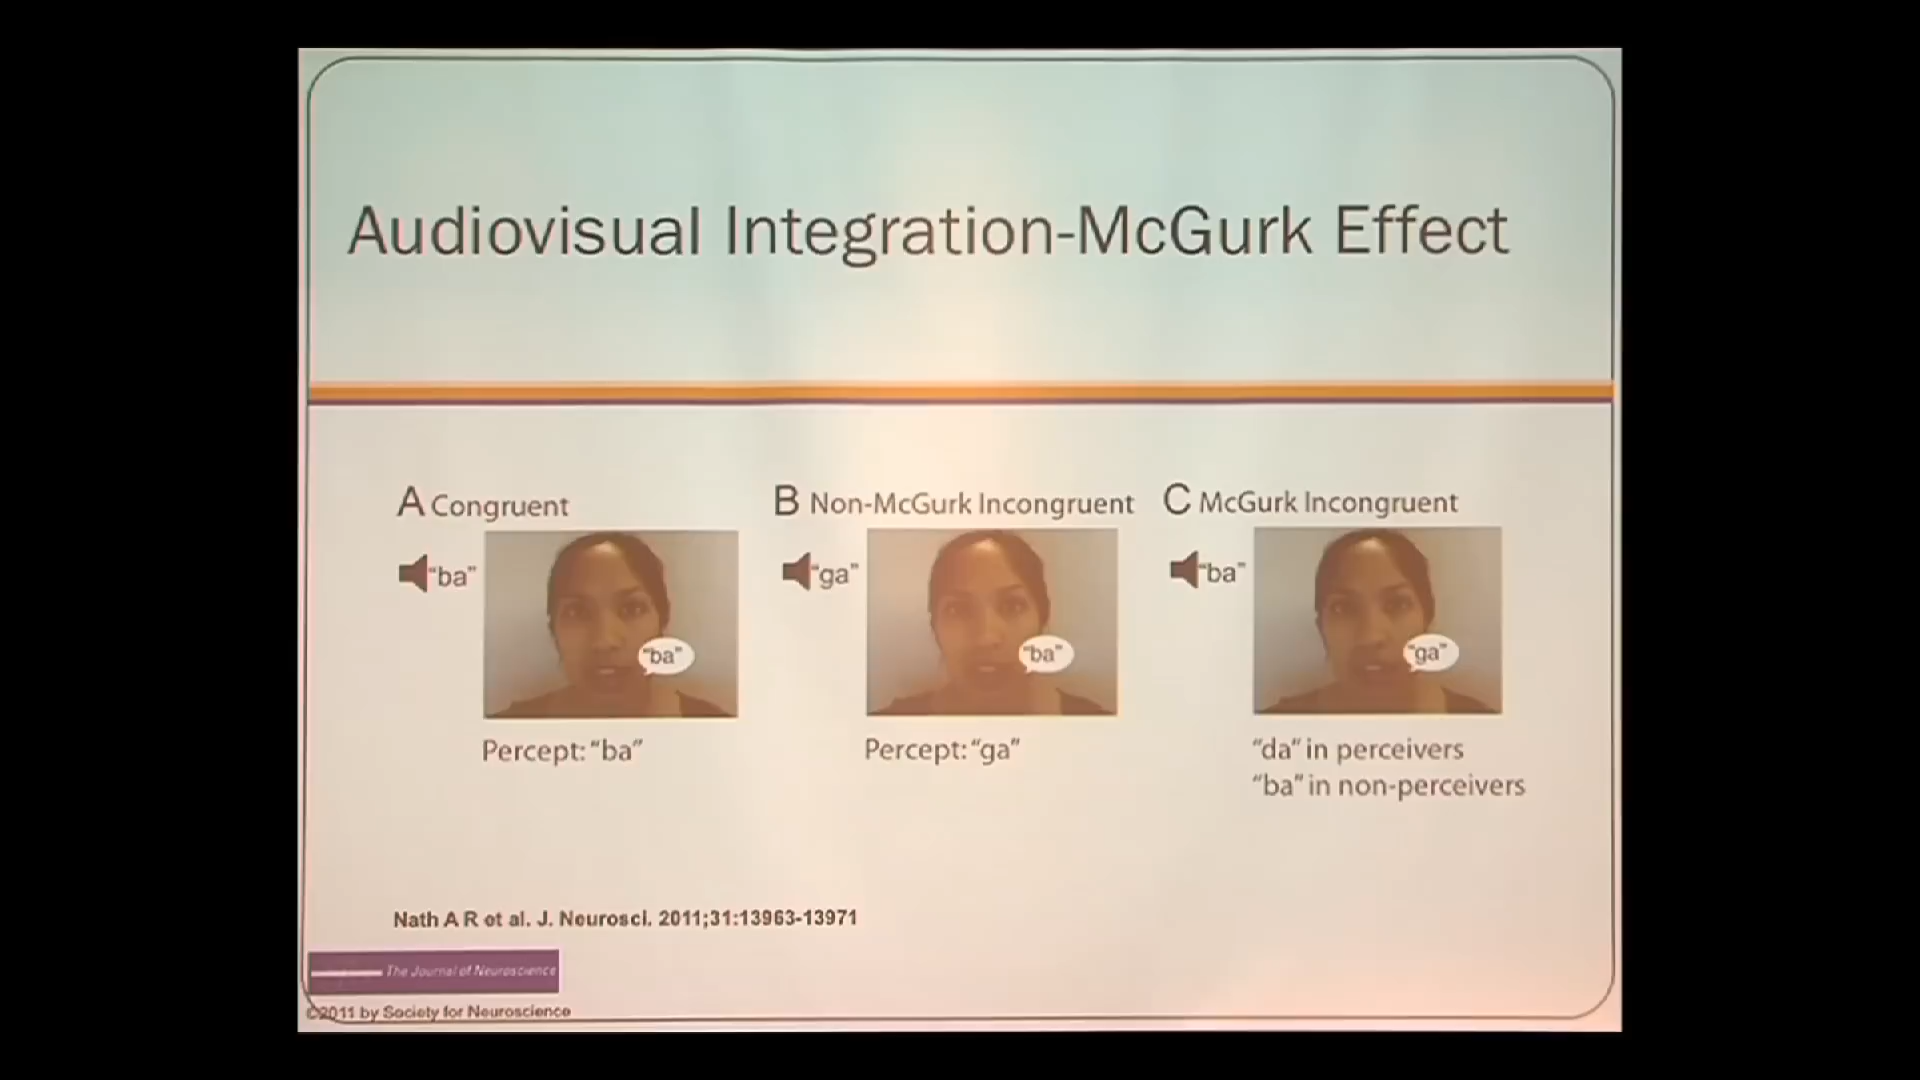 Audiovisual Integration-McGurk Effect
A Congruent
"ba"
"ba"
Percept: "ba"
B Non-McGurk Incongruent
"ga"
"ba"
Percept: "ga"
C McGurk Incongruent
"ba"
"ga"
"da" in perceivers
"ba" in non-perceivers
Nath A R et al. J. Neurosci. 2011;31:13963-13971
The Journal of Neuroscience
©2011 by Society for Neuroscience